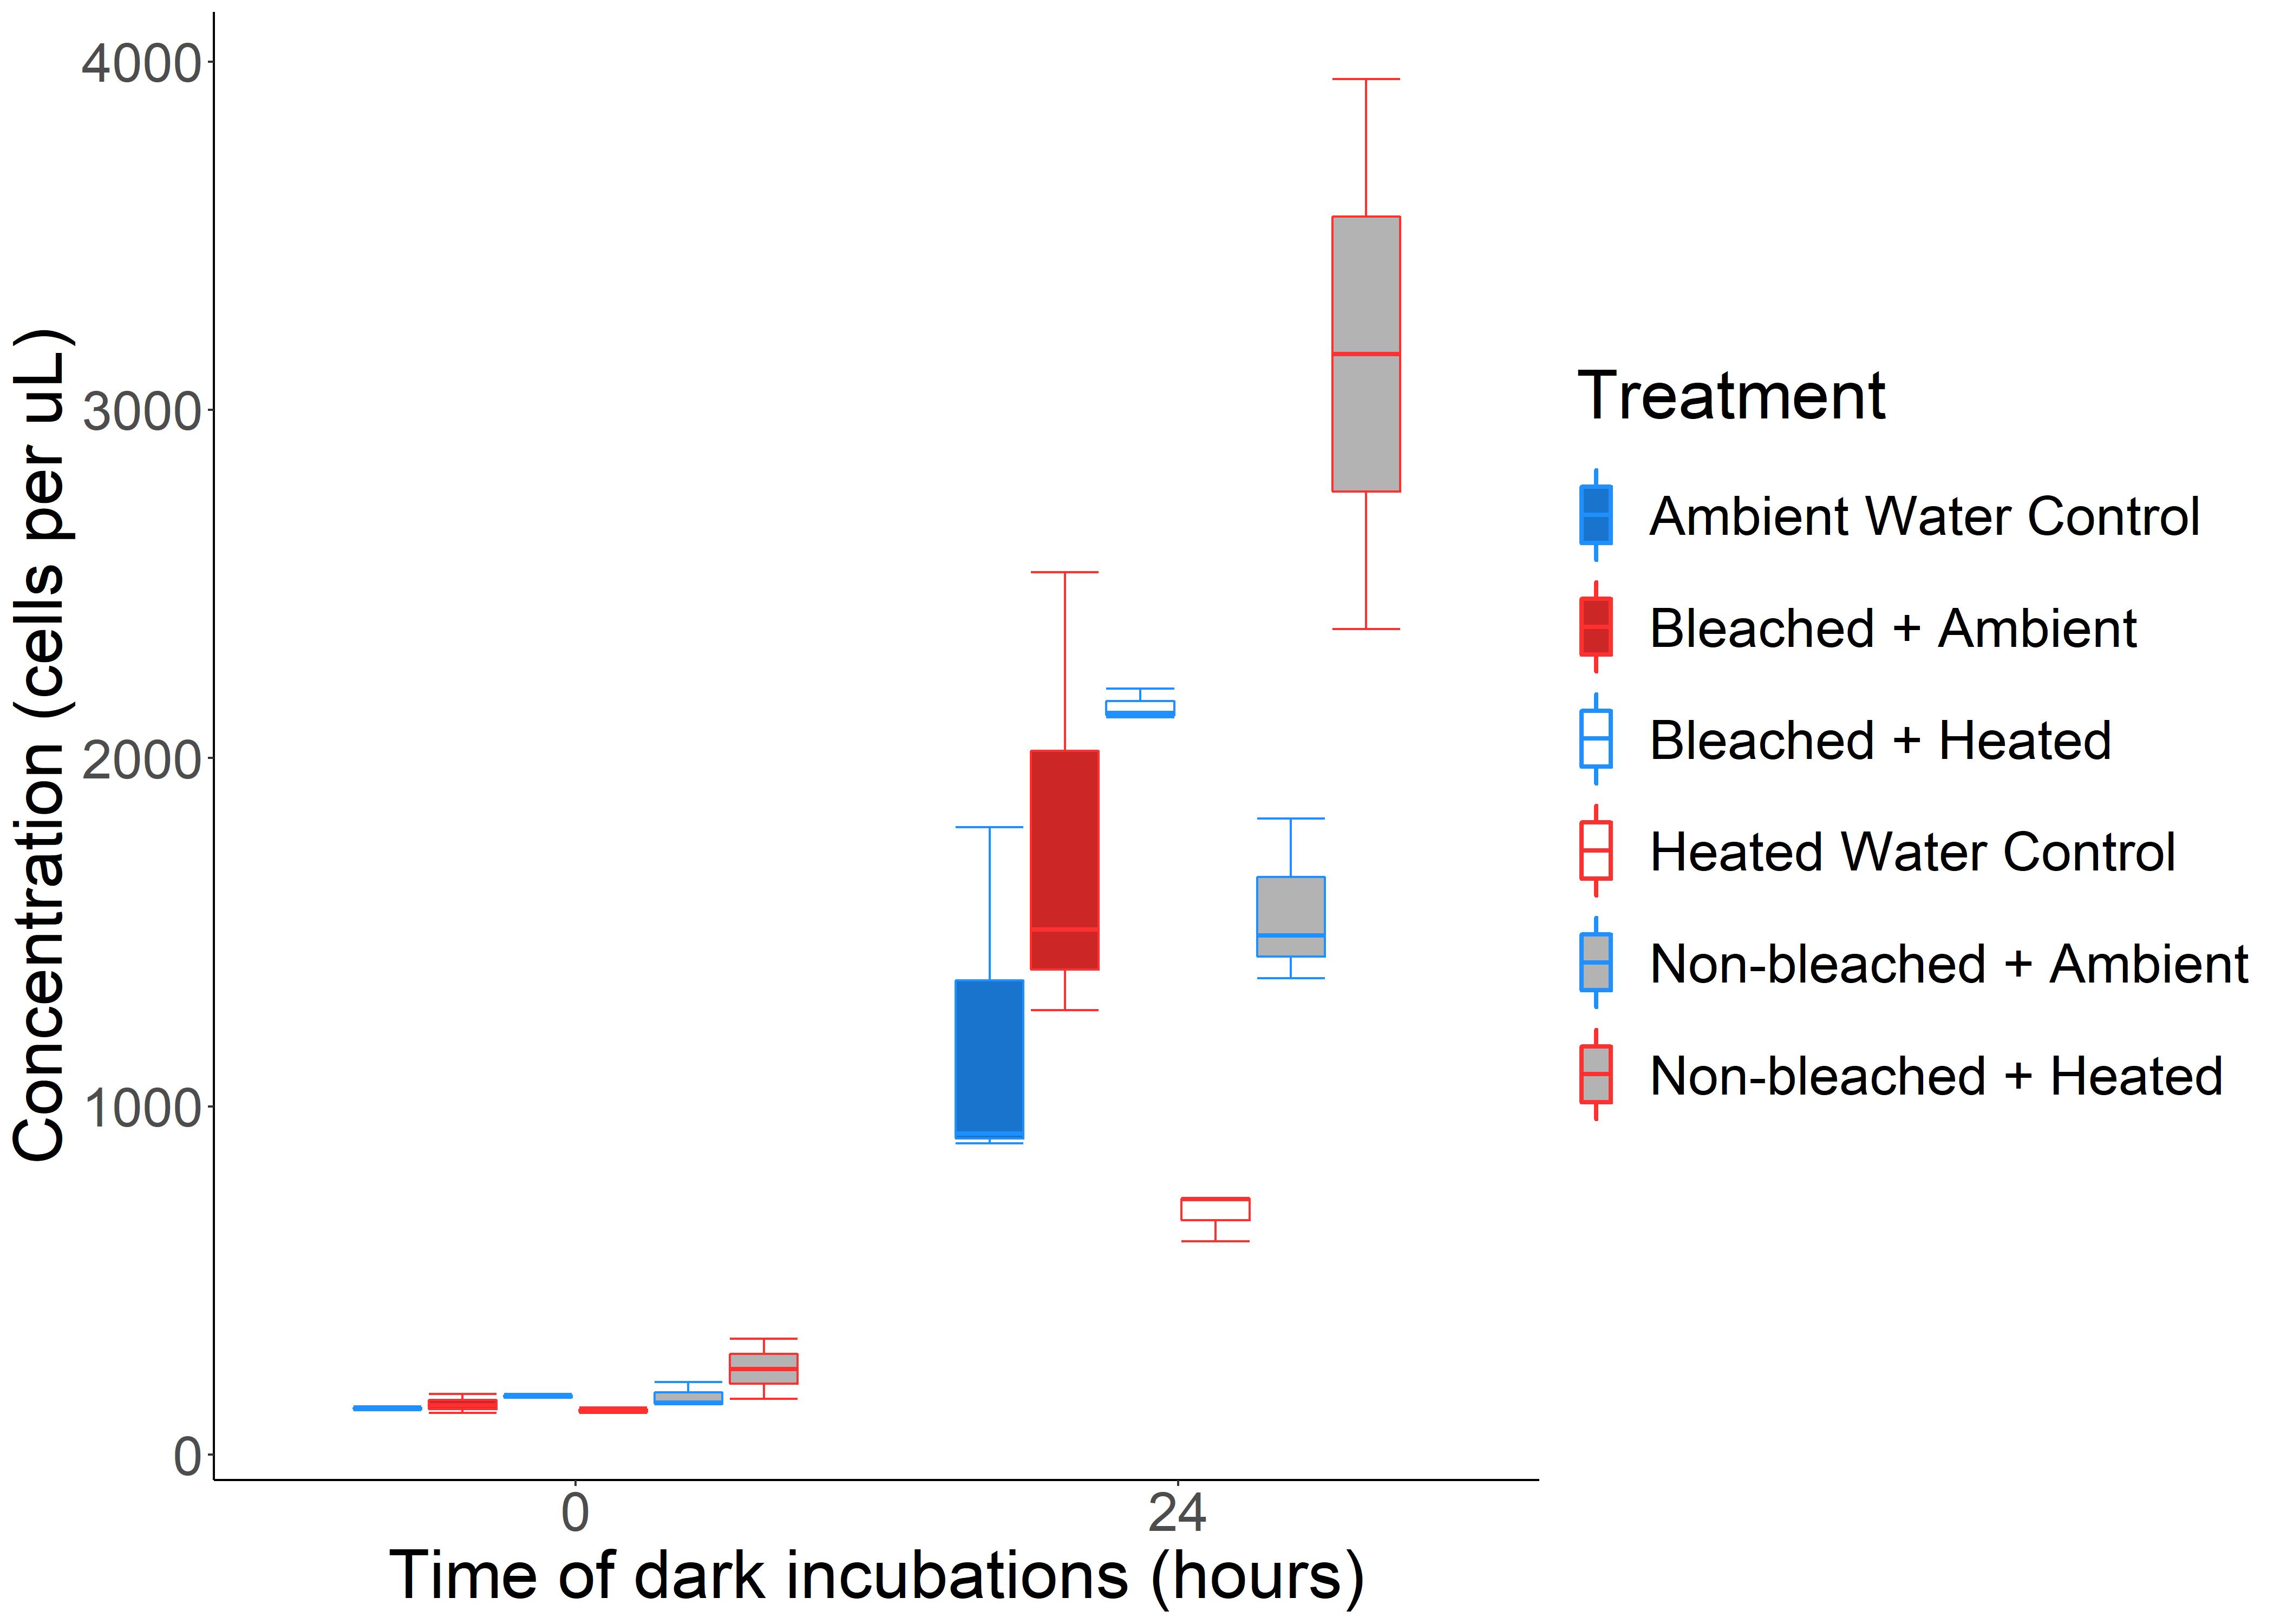 4000
3000
2000
1000
0
Concentration (cells per uL)
0
24
Time of dark incubations (hours)
Treatment
Ambient Water Control
Bleached + Ambient
Bleached + Heated
Heated Water Control
Non-bleached + Ambient
Non-bleached + Heated